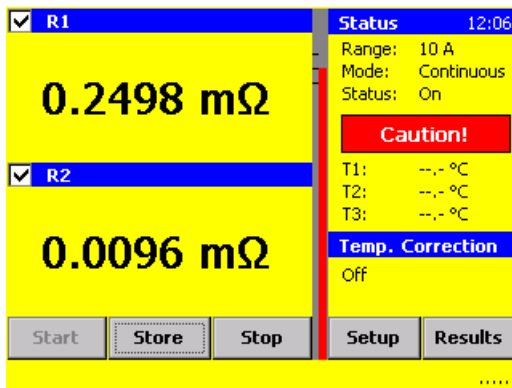 R1
0.2498 mΩ
R2
0.0096 mΩ
Start Store Stop
Status 12:06
Range: 10 A
Mode: Continuous
Status: On
Caution!
T1: --,- °C
T2: --,- °C
T3: --,- °C
Temp. Correction
Off
Setup Results
.....